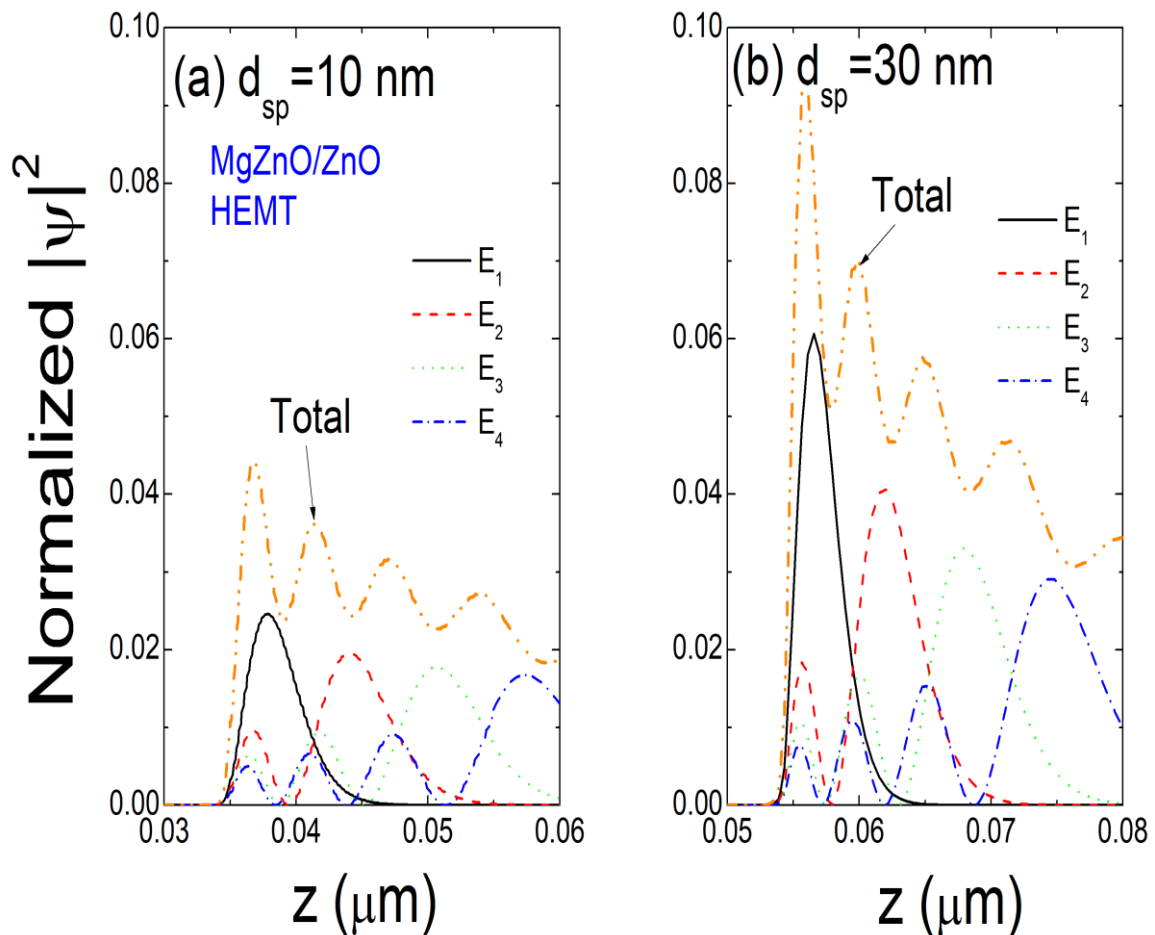 Normalized |ψ|²
0.10
0.08
0.06
0.04
0.02
0.00
(a) d_sp=10 nm
MgZnO/ZnO
HEMT
E₁
E₂
E₃
E₄
Total
0.03 0.04 0.05 0.06
z (μm)
0.10
0.08
0.06
0.04
0.02
0.00
(b) d_sp=30 nm
Total
E₁
E₂
E₃
E₄
0.05 0.06 0.07 0.08
z (μm)